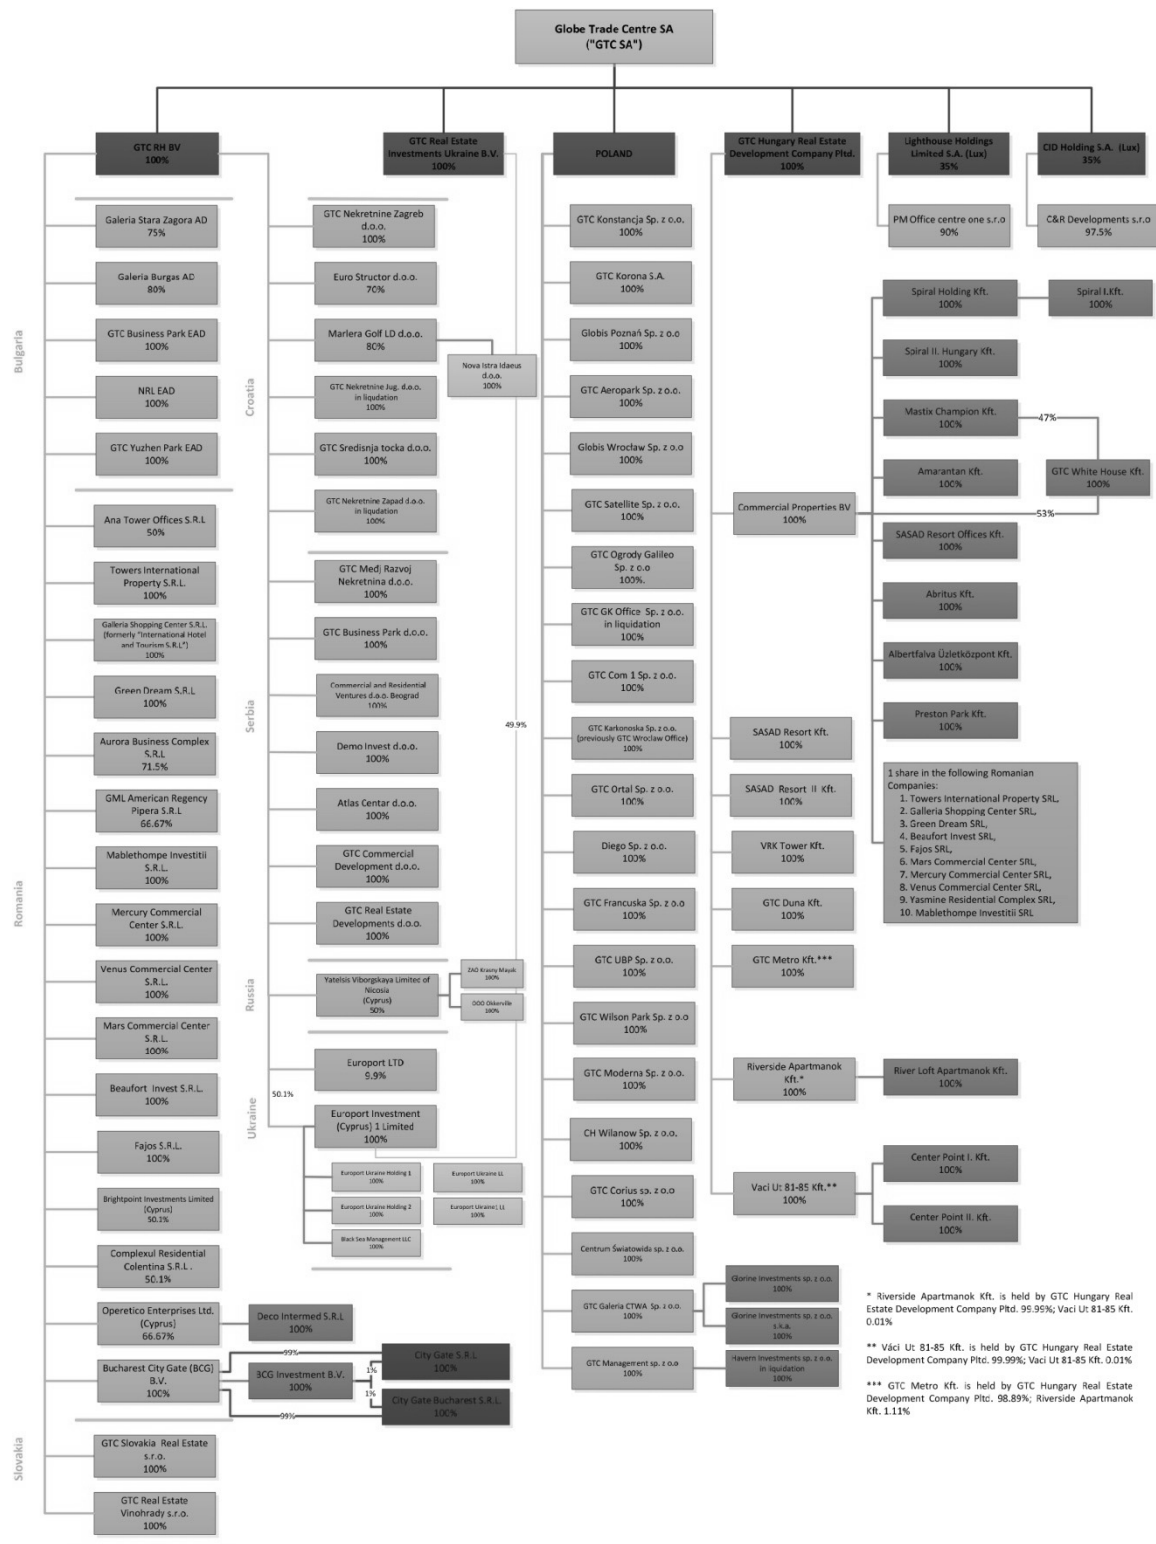 Globe Trade Centre SA
("GTC SA")
GTC RH BV
100%
GTC Real Estate
Investments Ukraine B.V.
100%
POLAND
GTC Hungary Real Estate
Development Company Pltd.
100%
Lighthouse Holdings
Limited S.A. (Lux)
35%
CID Holding S.A. (Lux)
35%
PM Office centre one s.r.o
90%
C&R Developments s.r.o
97.5%
Bulgaria
Galeria Stara Zagora AD
75%
Galeria Burgas AD
80%
GTC Business Park EAD
100%
NRL EAD
100%
GTC Yuzhen Park EAD
100%
Romania
Ana Tower Offices S.R.L
50%
Towers International
Property S.R.L.
100%
Galleria Shopping Center S.R.L.
(formerly "International Hotel
and Tourism S.R.L")
100%
Green Dream S.R.L
100%
Aurora Business Complex
S.R.L
71.5%
GML American Regency
Pipera S.R.L
66.67%
Mablethompe Investitii
S.R.L.
100%
Mercury Commercial
Center S.R.L.
100%
Venus Commercial Center
S.R.L.
100%
Mars Commercial Center
S.R.L.
100%
Beaufort Invest S.R.L.
100%
Fajos S.R.L.
100%
Brightpoint Investments Limited
(Cyprus)
50.1%
Complexul Residential
Colentina S.R.L .
50.1%
Operetico Enterprises Ltd.
(Cyprus)
66.67%
Deco Intermed S.R.L
100%
Bucharest City Gate (BCG)
B.V.
100%
BCG Investment B.V.
100%
99%
1%
1%
99%
City Gate S.R.L
100%
City Gate Bucharest S.R.L.
100%
Slovakia
GTC Slovakia Real Estate
s.r.o.
100%
GTC Real Estate
Vinohrady s.r.o.
100%
Croatia
GTC Nekretnine Zagreb
d.o.o.
100%
Euro Structor d.o.o.
70%
Marlera Golf LD d.o.o.
80%
Nova Istra Idaeus
d.o.o.
100%
GTC Nekretnine Jug. d.o.o.
in liqudation
100%
GTC Sredisnja tocka d.o.o.
100%
GTC Nekretnine Zapad d.o.o.
in liqudation
100%
Serbia
GTC Medj Razvoj
Nekretnina d.o.o.
100%
GTC Business Park d.o.o.
100%
Commercial and Residential
Ventures d.o.o. Beograd
100%
Demo Invest d.o.o.
100%
Atlas Centar d.o.o.
100%
GTC Commercial
Development d.o.o.
100%
GTC Real Estate
Developments d.o.o.
100%
49.9%
Russia
Yatelsis Viborgskaya Limited of
Nicosia
(Cyprus)
50%
ZAO Krasny Mayak
100%
OOO Okkerville
100%
Ukraine
50.1%
Europort LTD
9.9%
Europort Investment
(Cyprus) 1 Limited
100%
Europort Ukraine Holding 1
100%
Europort Ukraine LL
100%
Europort Ukraine Holding 2
100%
Europort Ukraine
100%
Black Sea Management LLC
100%
GTC Konstancja Sp. z o.o.
100%
GTC Korona S.A.
100%
Globis Poznań Sp. z o.o
100%
GTC Aeropark Sp. z o.o.
100%
Globis Wrocław Sp. z o.o
100%
GTC Satellite Sp. z o.o.
100%
GTC Ogrody Galileo
Sp. z o.o
100%.
GTC GK Office Sp. z o.o.
in liquidation
100%
GTC Com 1 Sp. z o.o.
100%
GTC Karkonoska Sp. z o.o.
(previously GTC Wroclaw Office)
100%
GTC Ortal Sp. z o.o.
100%
Diego Sp. z o.o.
100%
GTC Francuska Sp. z o.o
100%
GTC UBP Sp. z o.o.
100%
GTC Wilson Park Sp. z o.o
100%
GTC Moderna Sp. z o.o.
100%
CH Wilanow Sp. z o.o.
100%
GTC Corius sp. z o.o
100%
Centrum Światowida sp. z o.o.
100%
GTC Galeria CTWA Sp. z o.o.
100%
Glorine Investments sp. z o.o.
100%
Glorine Investments sp. z o.o.
s.k.a.
100%
GTC Management sp. z o.o
100%
Havern Investments sp. z o.o.
in liquidation
100%
Commercial Properties BV
100%
Spiral Holding Kft.
100%
Spiral I.Kft.
100%
Spiral II. Hungary Kft.
100%
Mastix Champion Kft.
100%
47%
Amarantan Kft.
100%
GTC White House Kft.
100%
53%
SASAD Resort Offices Kft.
100%
Abritus Kft.
100%
Albertfalva Üzletközpont Kft.
100%
Preston Park Kft.
100%
1 share in the following Romanian
Companies:
1. Towers International Property SRL,
2. Galleria Shopping Center SRL,
3. Green Dream SRL,
4. Beaufort Invest SRL,
5. Fajos SRL,
6. Mars Commercial Center SRL,
7. Mercury Commercial Center SRL,
8. Venus Commercial Center SRL,
9. Yasmine Residential Complex SRL,
10. Mablethompe Investitii SRL
SASAD Resort Kft.
100%
SASAD Resort II Kft.
100%
VRK Tower Kft.
100%
GTC Duna Kft.
100%
GTC Metro Kft.***
100%
Riverside Apartmanok
Kft.*
100%
River Loft Apartmanok Kft.
100%
Vaci Ut 81-85 Kft.**
100%
Center Point I. Kft.
100%
Center Point II. Kft.
100%
* Riverside Apartmanok Kft. is held by GTC Hungary Real
Estate Development Company Pltd. 99.99%; Vaci Ut 81-85 Kft.
0.01%
** Váci Ut 81-85 Kft. is held by GTC Hungary Real Estate
Development Company Pltd. 99.99%; Vaci Ut 81-85 Kft. 0.01%
*** GTC Metro Kft. is held by GTC Hungary Real Estate
Development Company Pltd. 98.89%; Riverside Apartmanok
Kft. 1.11%